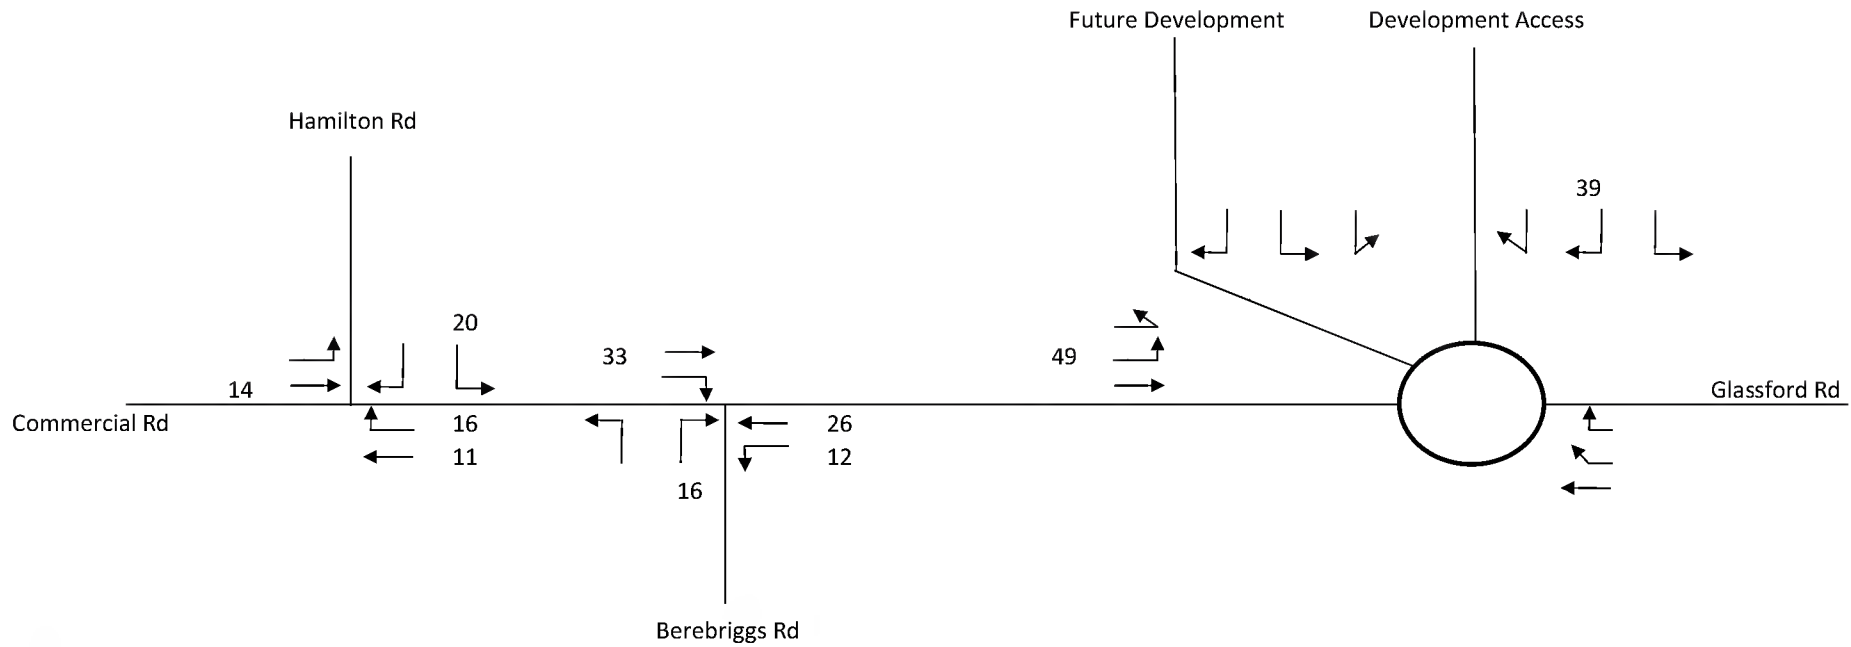 Future Development
Development Access
Hamilton Rd
39
20
33
49
14
Glassford Rd
Commercial Rd
16
26
11
12
16
Berebriggs Rd